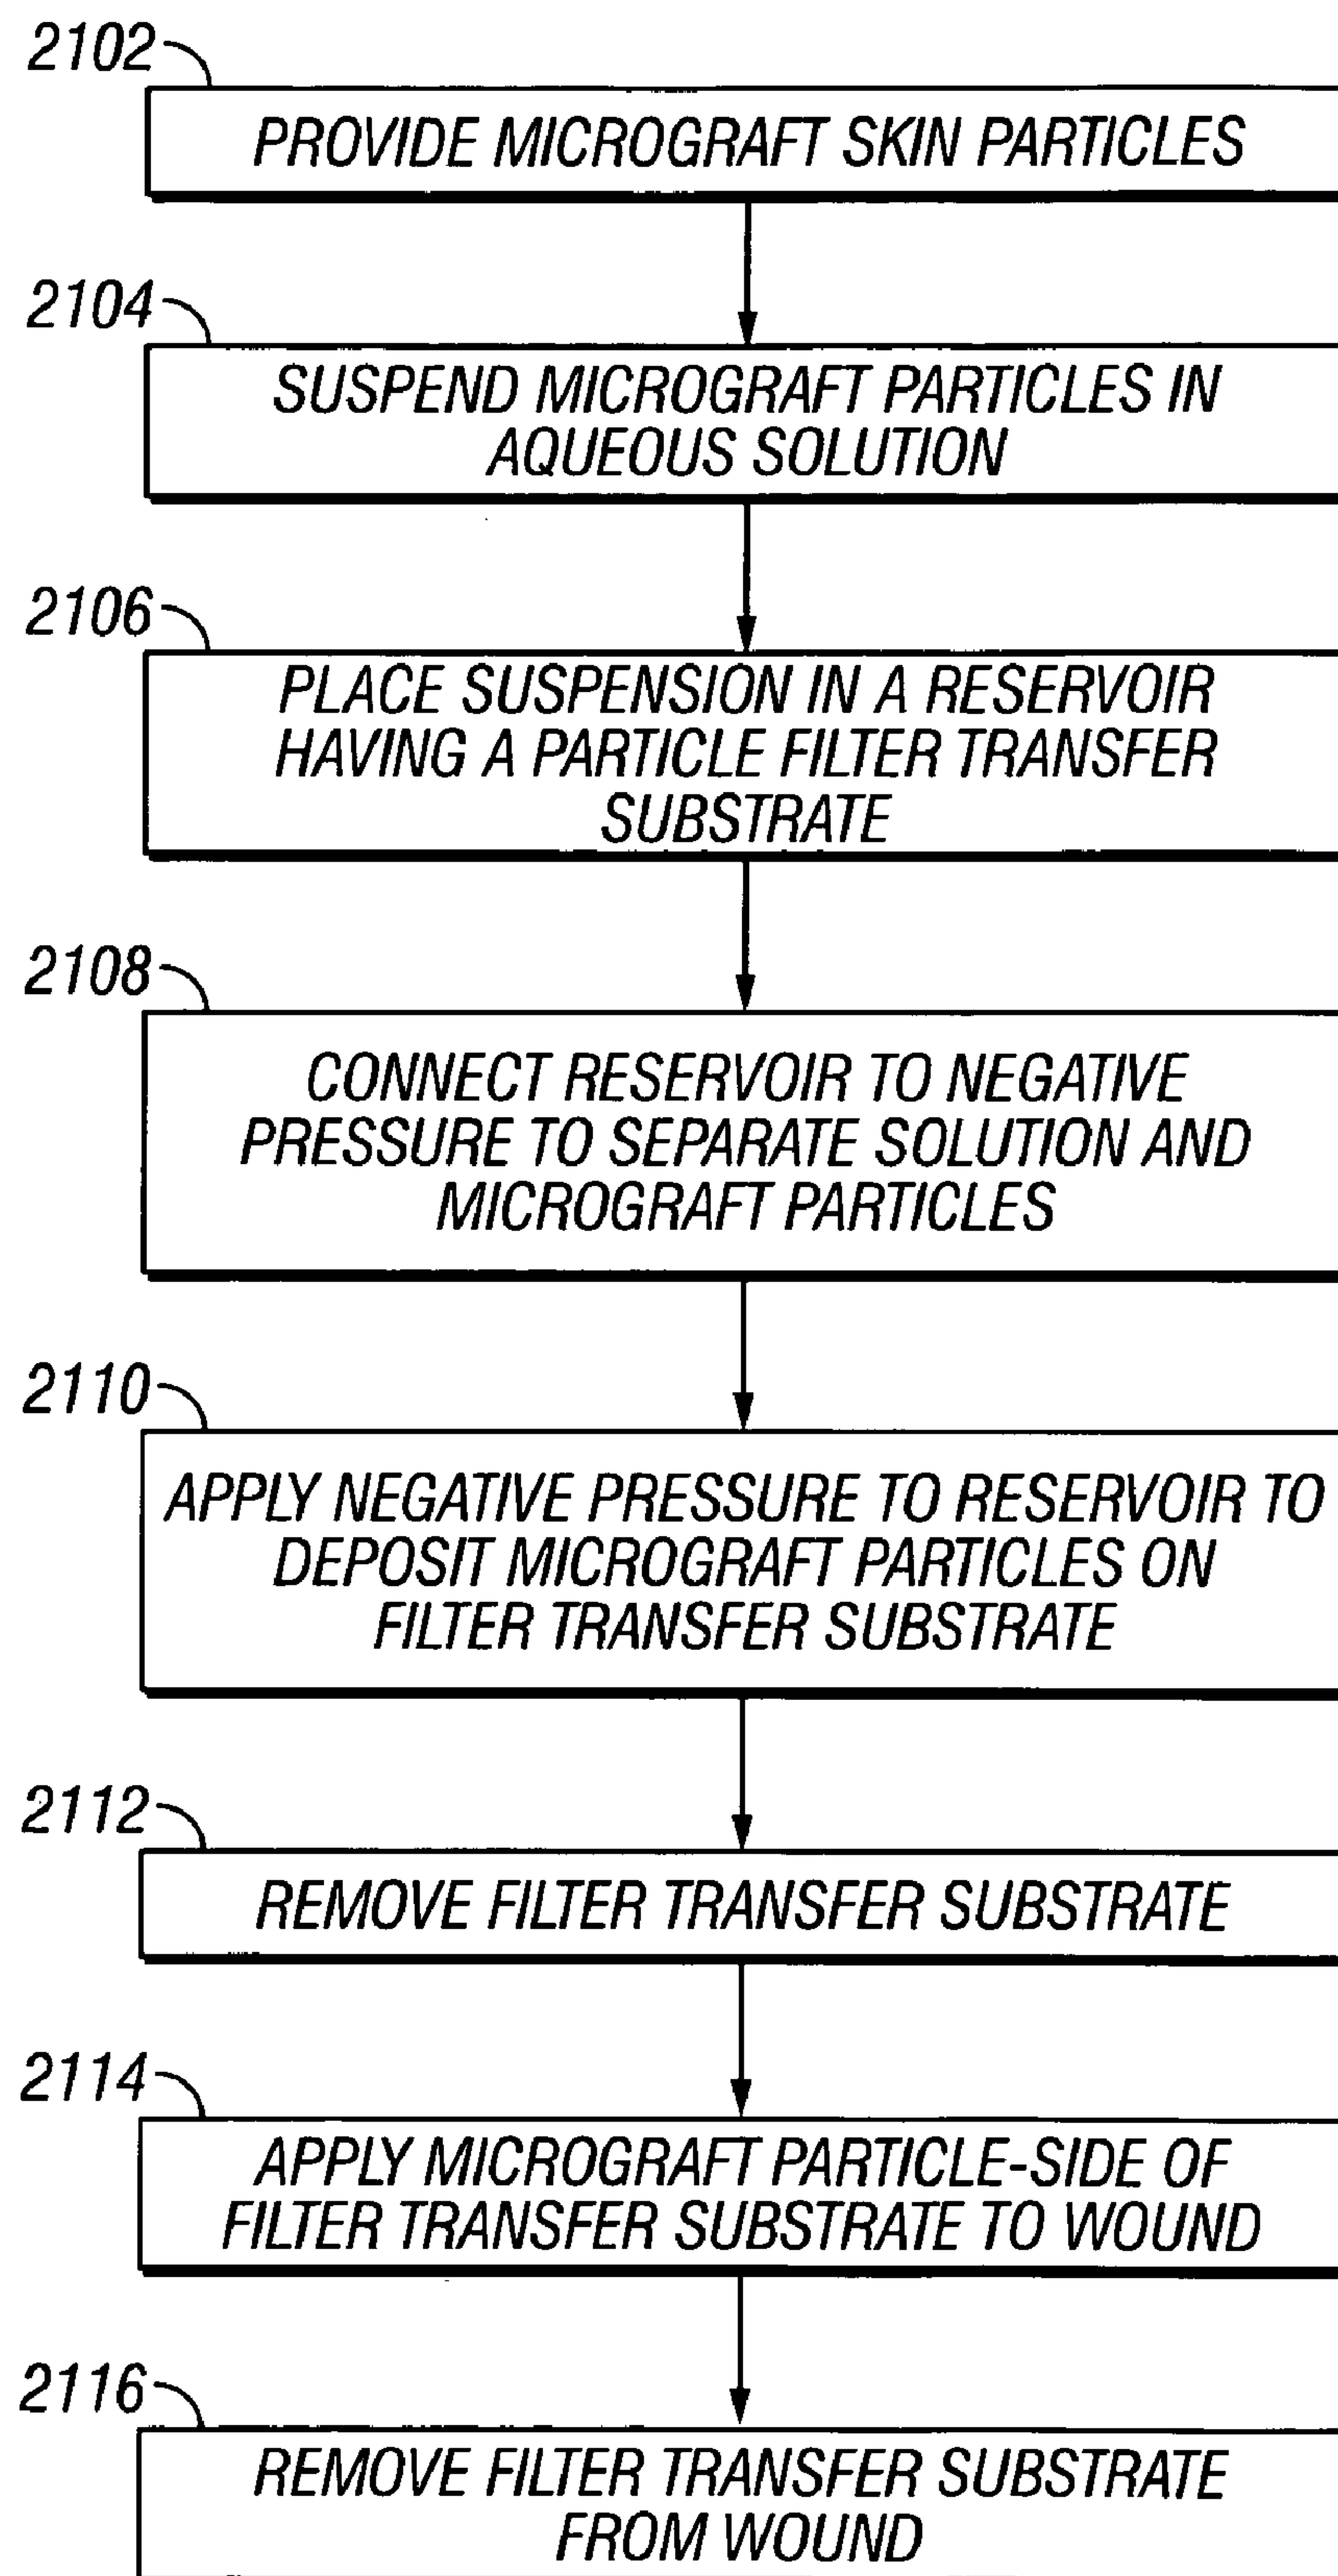 2102
PROVIDE MICROGRAFT SKIN PARTICLES
2104
SUSPEND MICROGRAFT PARTICLES IN
AQUEOUS SOLUTION
2106
PLACE SUSPENSION IN A RESERVOIR
HAVING A PARTICLE FILTER TRANSFER
SUBSTRATE
2108
CONNECT RESERVOIR TO NEGATIVE
PRESSURE TO SEPARATE SOLUTION AND
MICROGRAFT PARTICLES
2110
APPLY NEGATIVE PRESSURE TO RESERVOIR TO
DEPOSIT MICROGRAFT PARTICLES ON
FILTER TRANSFER SUBSTRATE
2112
REMOVE FILTER TRANSFER SUBSTRATE
2114
APPLY MICROGRAFT PARTICLE-SIDE OF
FILTER TRANSFER SUBSTRATE TO WOUND
2116
REMOVE FILTER TRANSFER SUBSTRATE
FROM WOUND